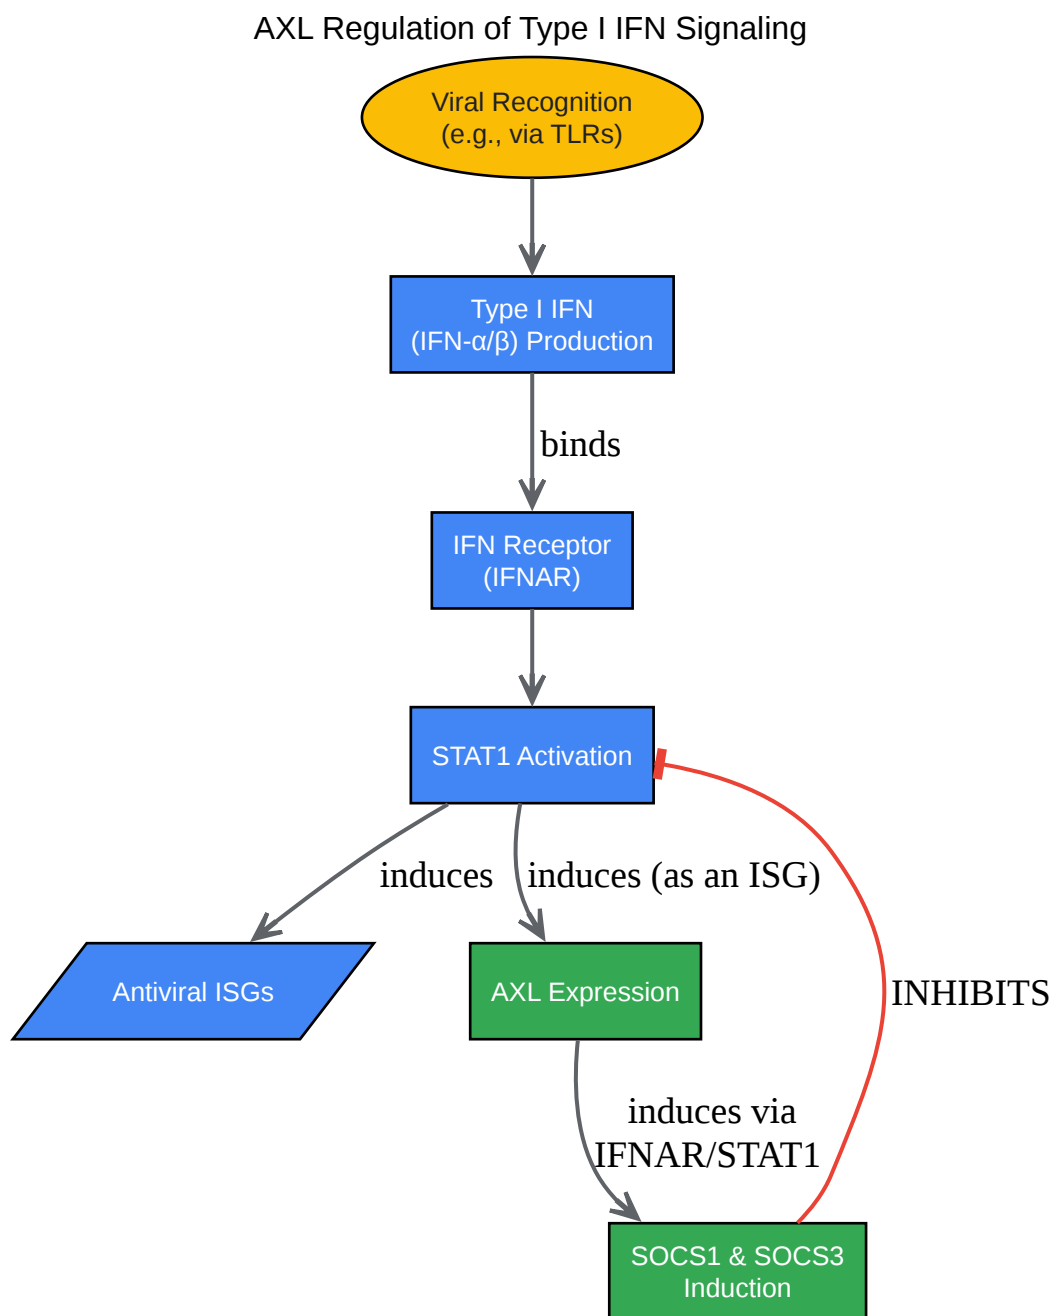 AXL Regulation of Type I IFN Signaling
Viral Recognition
(e.g., via TLRs)
Type I IFN
(IFN-α/β) Production
binds
IFN Receptor
(IFNAR)
STAT1 Activation
induces
induces (as an ISG)
Antiviral ISGs
AXL Expression
INHIBITS
induces via
IFNAR/STAT1
SOCS1 & SOCS3
Induction